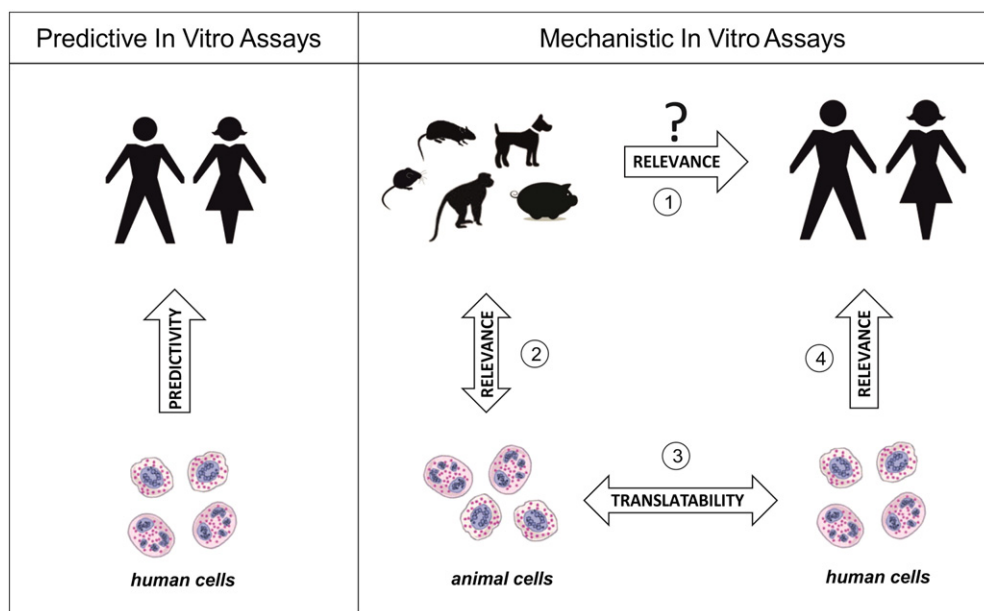 Predictive In Vitro Assays
Mechanistic In Vitro Assays
PREDICTIVITY
human cells
?
RELEVANCE
1
RELEVANCE
2
3
TRANSLATABILITY
4
RELEVANCE
animal cells
human cells